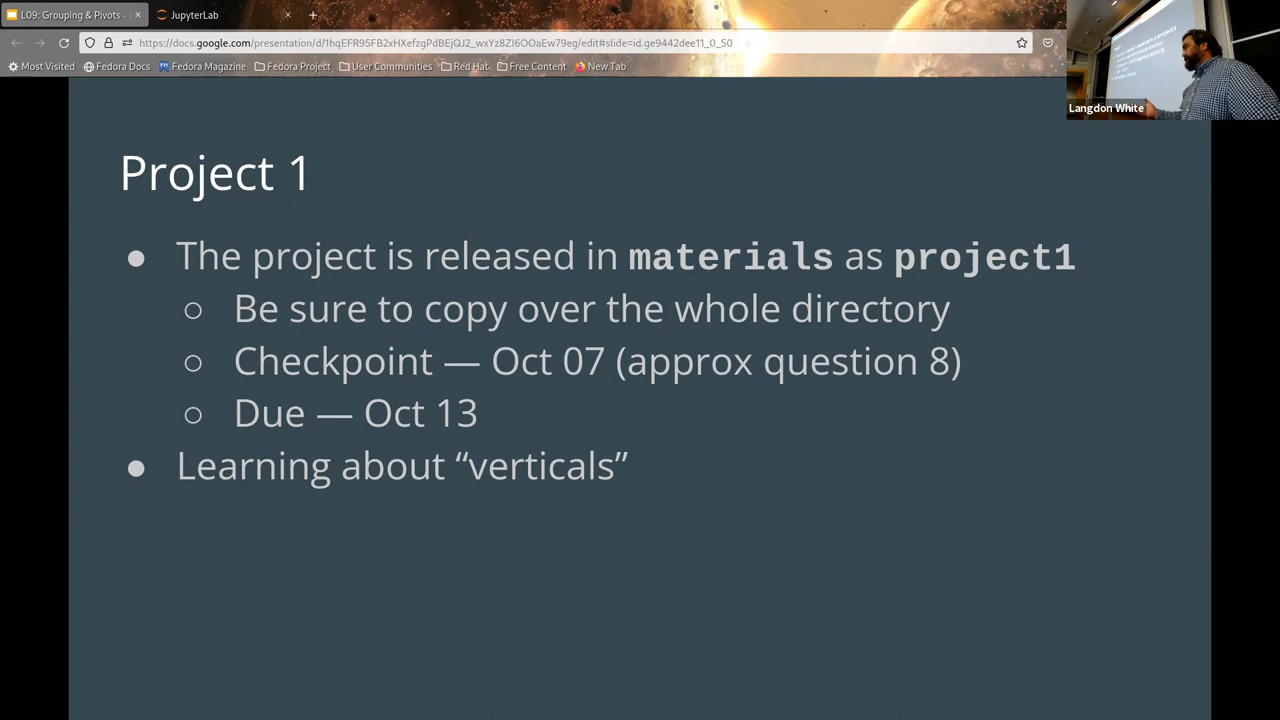 L09: Grouping & Pivots -
JupyterLab
https://docs.google.com/presentation/d/1hqEFR95FB2xHXefzgPdBEjQJ2_wxYz8ZI6OOaEw79eg/edit#slide=id.ge9442dee11_0_50
Most Visited
Fedora Docs
Fedora Magazine
Fedora Project
User Communities
Red Hat
Free Content
New Tab
Langdon White
Project 1
● The project is released in materials as project1
○ Be sure to copy over the whole directory
○ Checkpoint — Oct 07 (approx question 8)
○ Due — Oct 13
● Learning about “verticals”